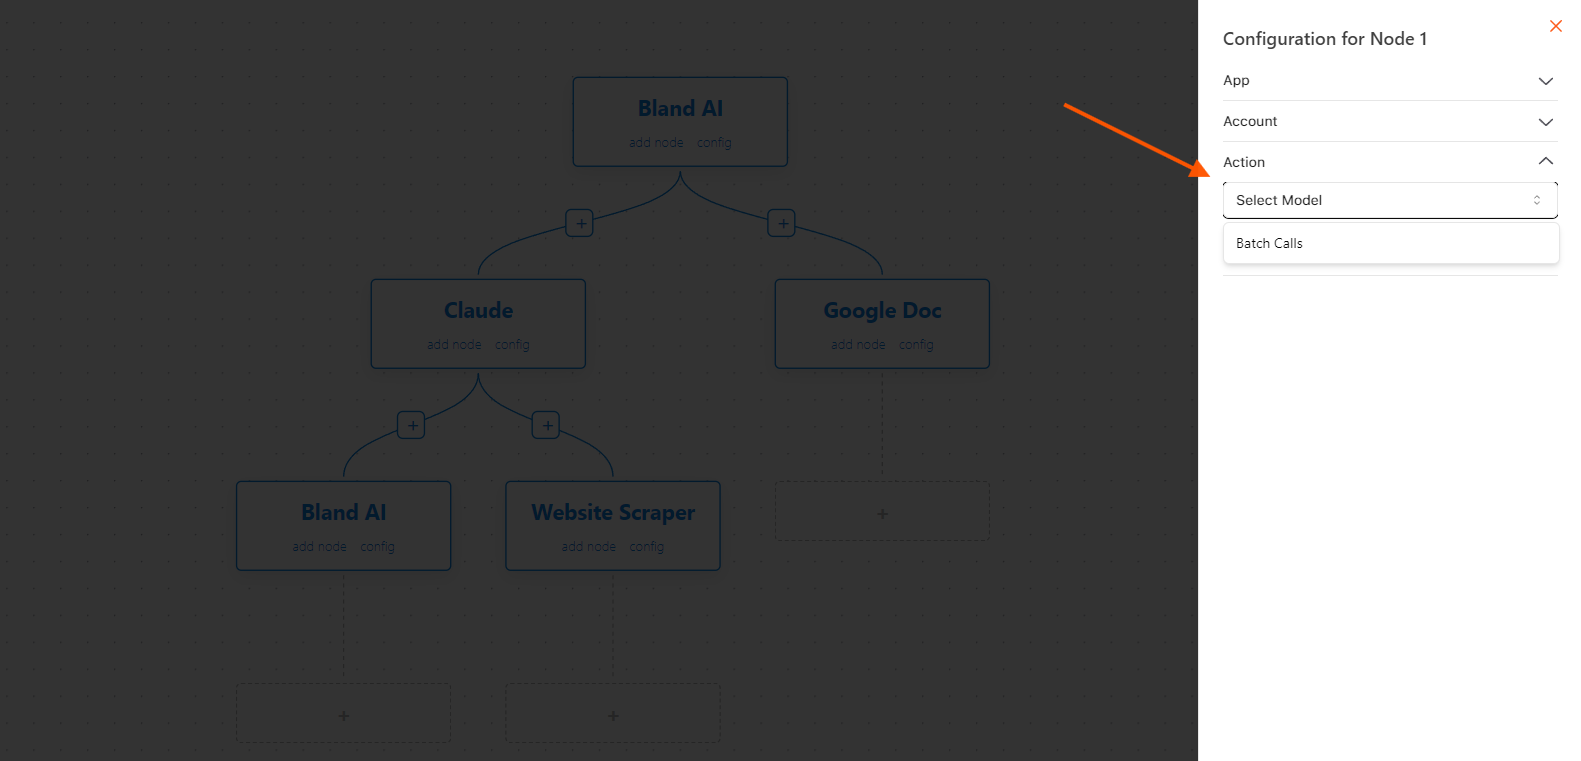 Bland AI
add node config
+ +
Claude
add node config
Google Doc
add node config
+ +
Bland AI
add node config
Website Scraper
add node config
+
+ +
Configuration for Node 1
App
Account
Action
Select Model
Batch Calls